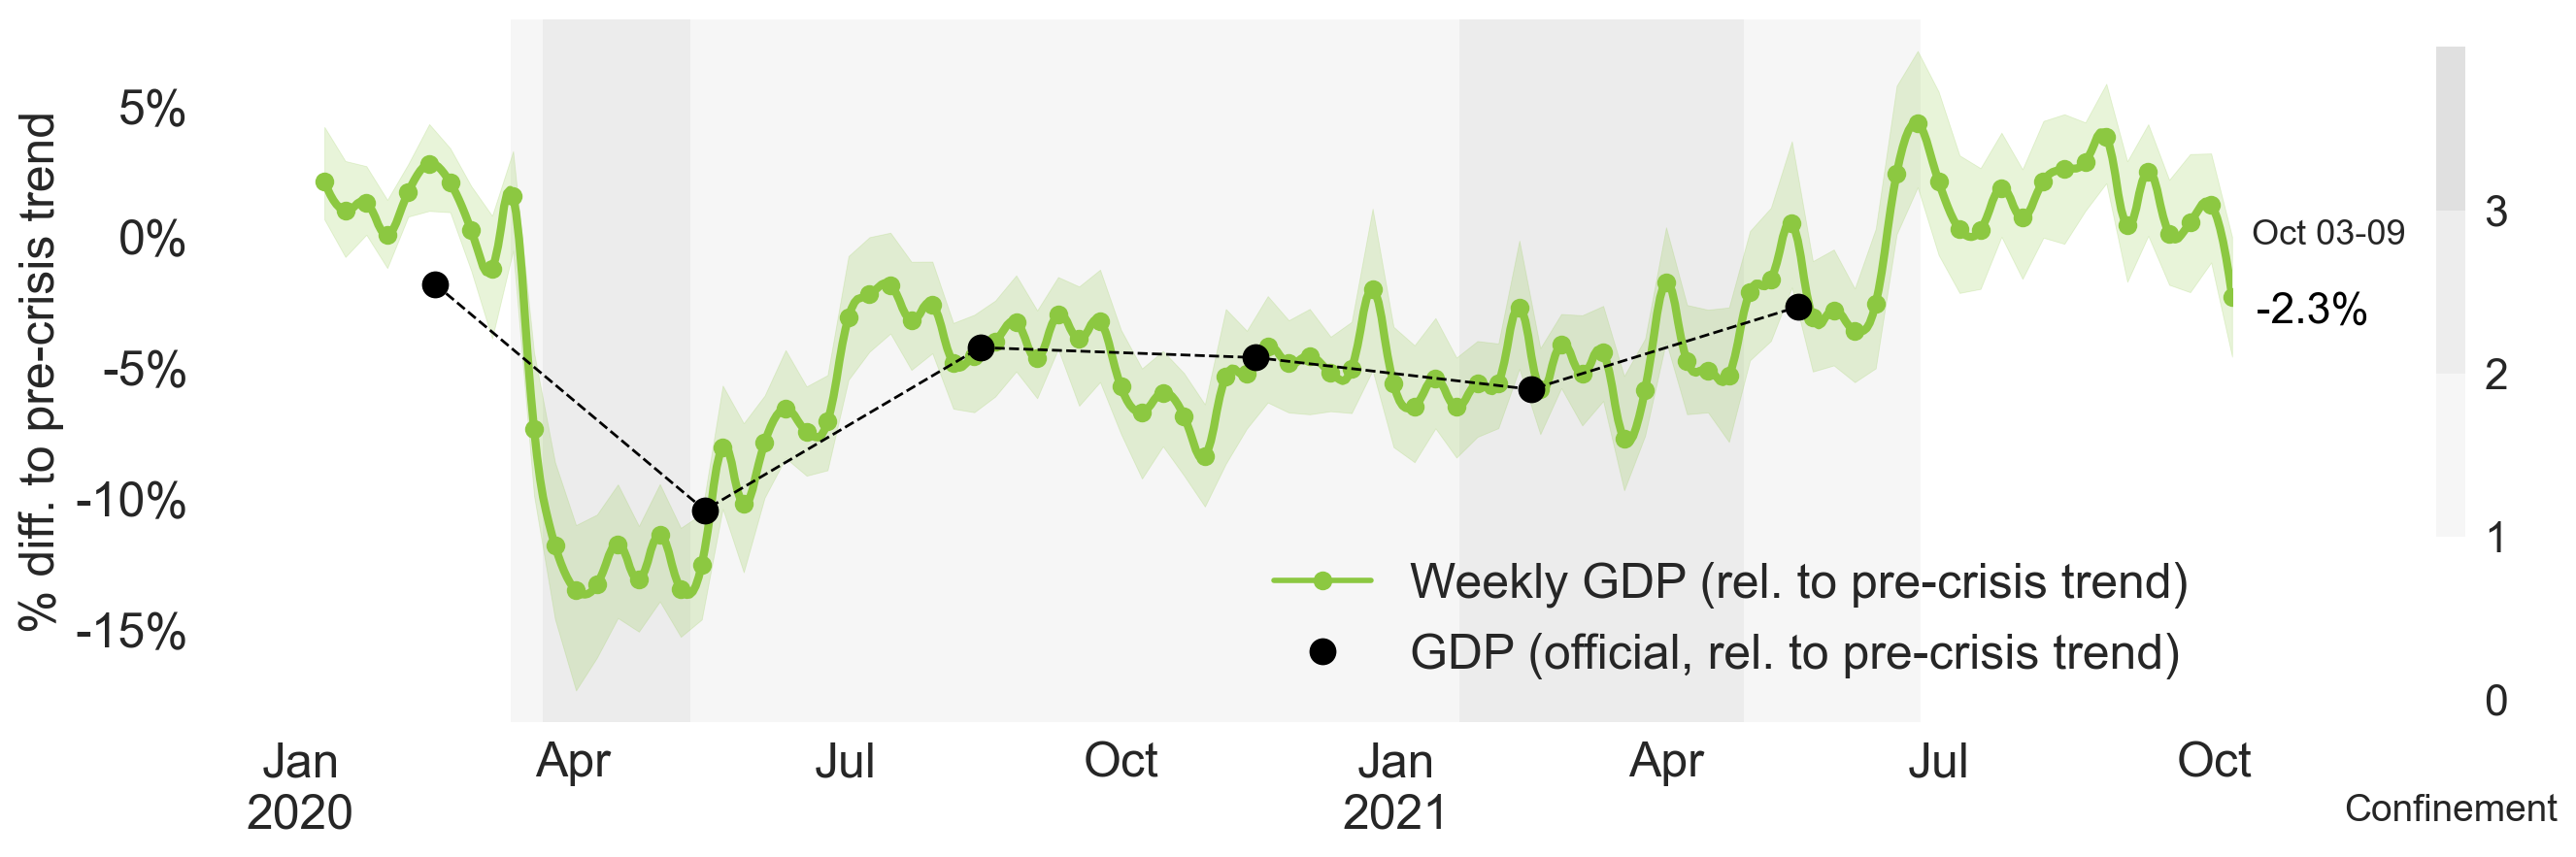 % diff. to pre-crisis trend
5%
0%
-5%
-10%
-15%
Oct 03-09
-2.3%
3
2
1
0
Weekly GDP (rel. to pre-crisis trend)
GDP (official, rel. to pre-crisis trend)
Jan Apr Jul Oct Jan Apr Jul Oct
2020 2021
Confinement